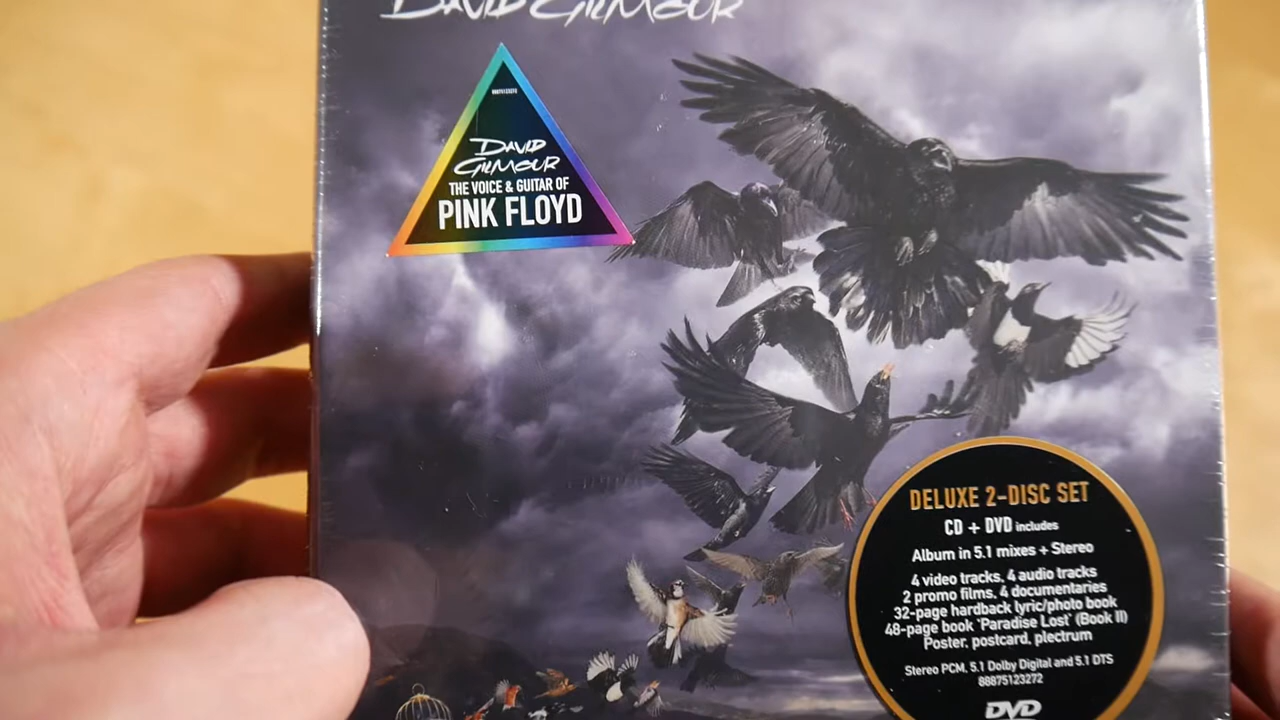 DAVID GILMOUR
88875123272
DAVID
GILMOUR
THE VOICE & GUITAR OF
PINK FLOYD
DELUXE 2-DISC SET
CD + DVD includes
Album in 5.1 mixes + Stereo
4 video tracks, 4 audio tracks
2 promo films, 4 documentaries
32-page hardback lyric/photo book
48-page book 'Paradise Lost' (Book II)
Poster, postcard, plectrum
Stereo PCM, 5.1 Dolby Digital and 5.1 DTS
88875123272
DVD